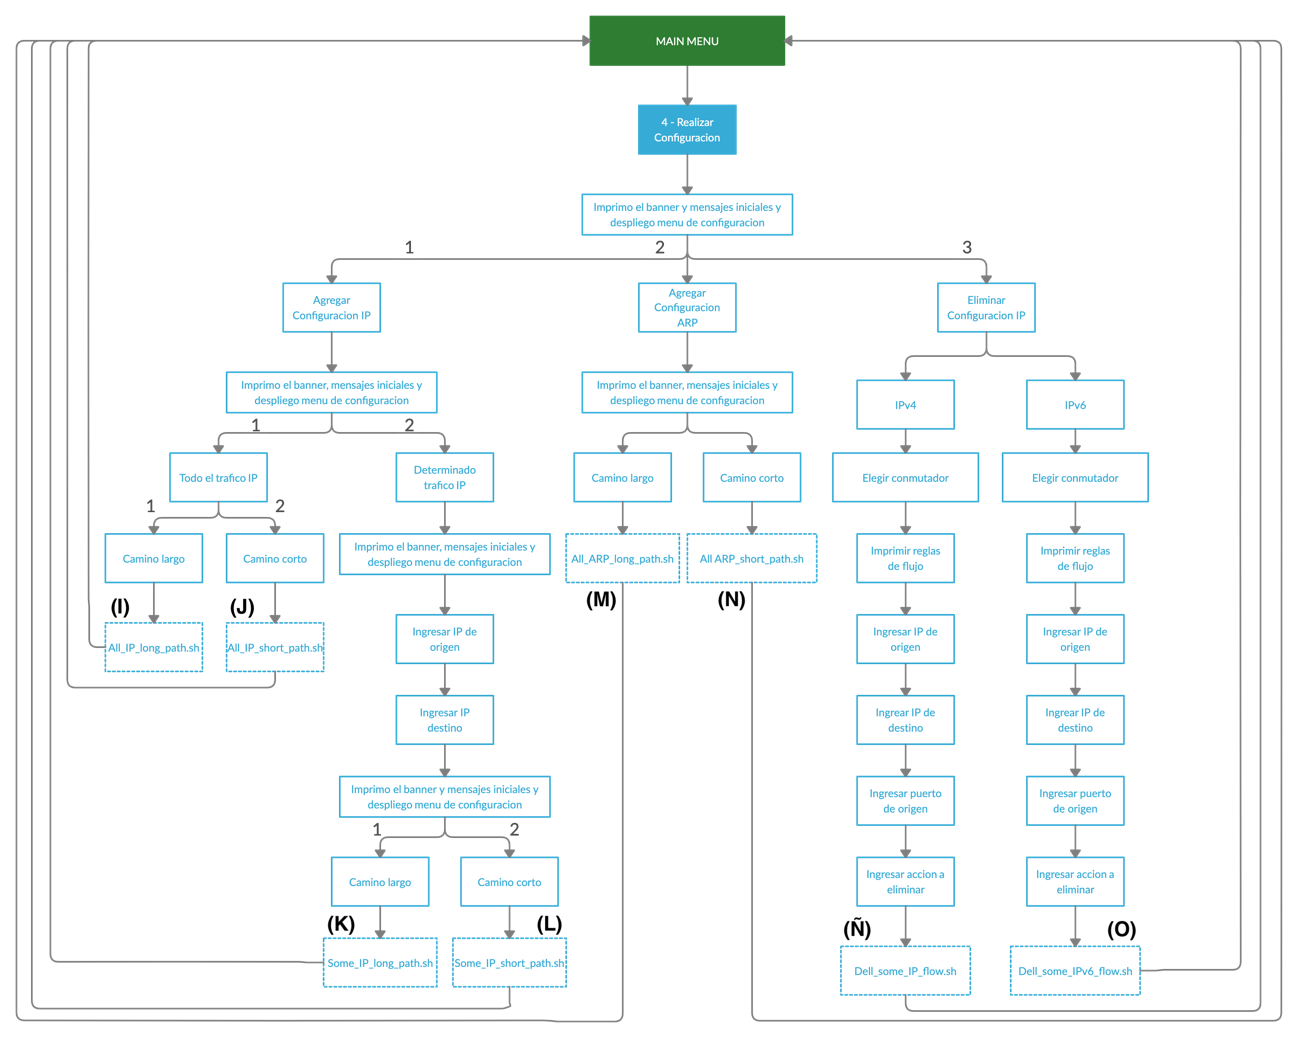 MAIN MENU
4 - Realizar
Configuracion
Imprimo el banner y mensajes iniciales y
despliego menu de configuracion
1
2
3
Agregar
Configuracion IP
Agregar
Configuracion
ARP
Eliminar
Configuracion IP
Imprimo el banner, mensajes iniciales y
despliego menu de configuracion
Imprimo el banner, mensajes iniciales y
despliego menu de configuracion
IPv4
IPv6
1
2
Todo el trafico IP
Determinado
trafico IP
Camino largo
Camino corto
Elegir conmutador
Elegir conmutador
1
2
Camino largo
Camino corto
Imprimo el banner, mensajes iniciales y
despliego menu de configuracion
All_ARP_long_path.sh
All ARP_short_path.sh
Imprimir reglas
de flujo
Imprimir reglas
de flujo
(I)
(J)
(M)
(N)
All_IP_long_path.sh
All_IP_short_path.sh
Ingresar IP de
origen
Ingresar IP de
origen
Ingresar IP de
origen
Ingresar IP
destino
Ingrear IP de
destino
Ingrear IP de
destino
Imprimo el banner y mensajes iniciales y
despliego menu de configuracion
Ingresar puerto
de origen
Ingresar puerto
de origen
1
2
Camino largo
Camino corto
Ingresar accion a
eliminar
Ingresar accion a
eliminar
(K)
(L)
(Ñ)
(O)
Some_IP_long_path.sh
Some_IP_short_path.sh
Dell_some_IP_flow.sh
Dell_some_IPv6_flow.sh